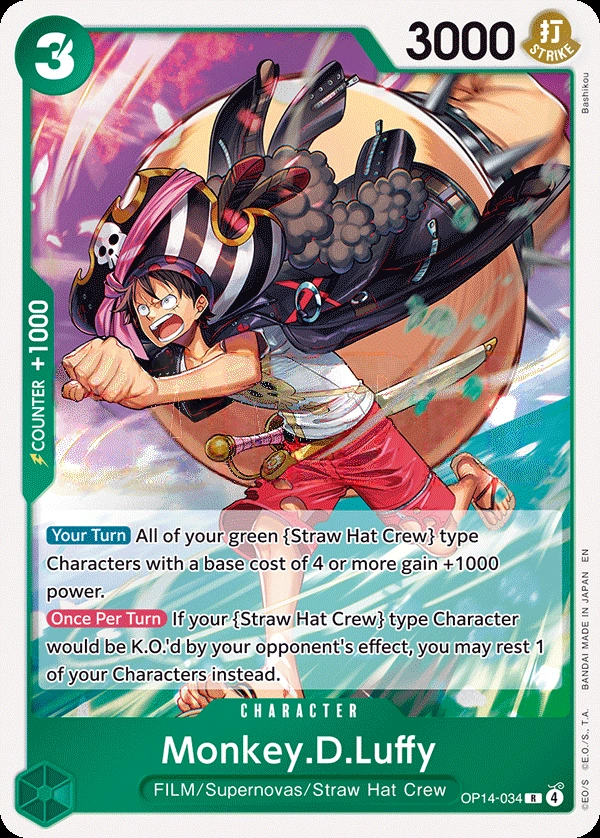 3
3000
打
STRIKE
Bashikou
COUNTER +1000
Your Turn All of your green {Straw Hat Crew} type
Characters with a base cost of 4 or more gain +1000
power.
Once Per Turn If your {Straw Hat Crew} type Character
would be K.O.'d by your opponent's effect, you may rest 1
of your Characters instead.
©EO/S ©E.O./S., T.A. BANDAI MADE IN JAPAN EN
CHARACTER
Monkey.D.Luffy
FILM/Supernovas/Straw Hat Crew
OP14-034 R 4